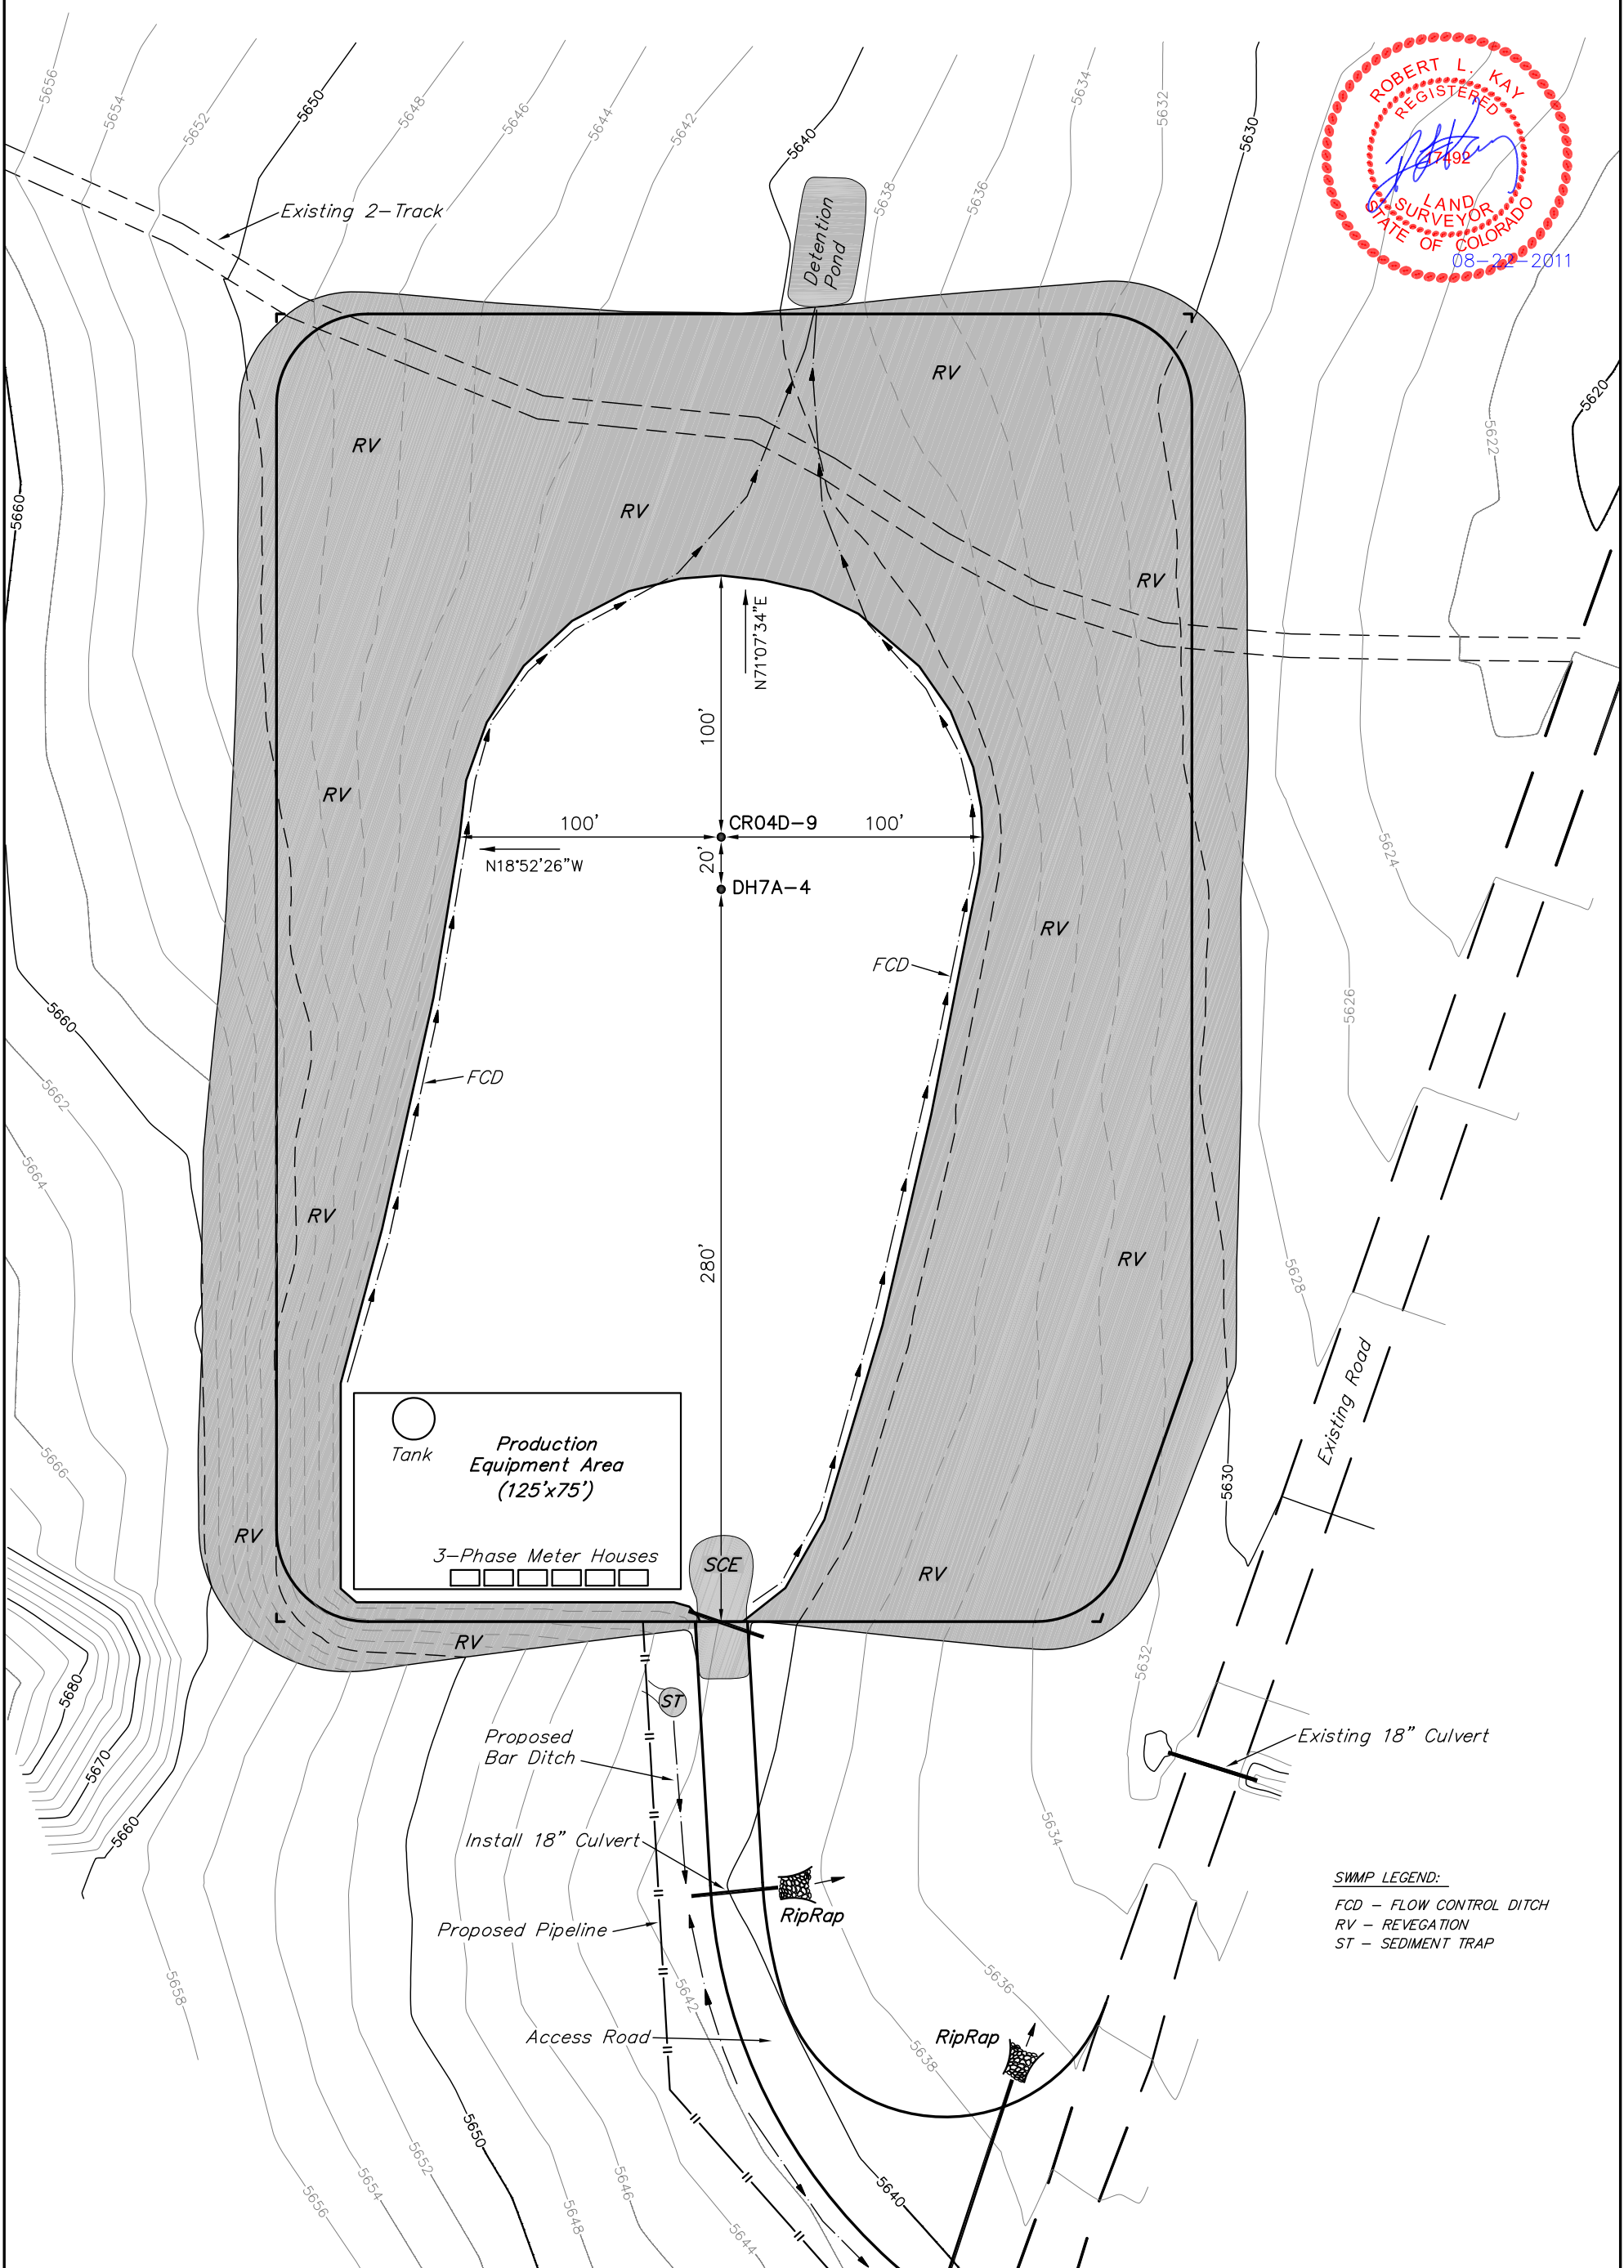 5656
5654
5652
5650
5648
5646
5644
5642
5640
5638
5636
5634
5632
5630
ROBERT L. KAY
REGISTERED
17492
LAND
SURVEYOR
STATE OF COLORADO
08-22-2011
Existing 2-Track
Detention
Pond
RV
RV
RV
RV
5620
5622
5660
N71°07'34"E
100'
100'
CR04D-9
100'
20'
N18°52'26"W
DH7A-4
RV
RV
FCD
FCD
5624
5626
5660
5662
5664
280'
RV
RV
5628
Existing Road
Tank
Production
Equipment Area
(125'x75')
5666
5630
RV
3-Phase Meter Houses
SCE
RV
RV
5632
5680
5670
5660
ST
Proposed
Bar Ditch
Existing 18" Culvert
Install 18" Culvert
5634
RipRap
Proposed Pipeline
SWMP LEGEND:
FCD - FLOW CONTROL DITCH
RV - REVEGATION
ST - SEDIMENT TRAP
5658
5642
5636
Access Road
RipRap
5638
5650
5652
5654
5656
5648
5646
5644
5640